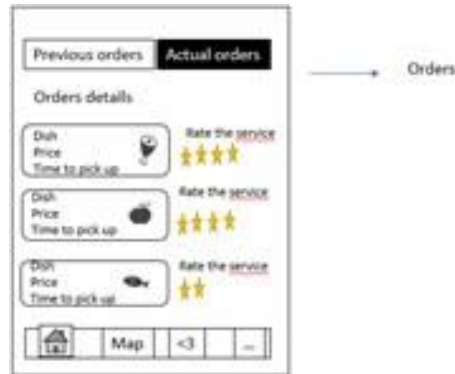 Previous orders Actual orders
Orders
Orders details
Dish
Price
Time to pick up
Rate the service
Dish
Price
Time to pick up
Rate the service
Dish
Price
Time to pick up
Rate the service
Map <3 ...